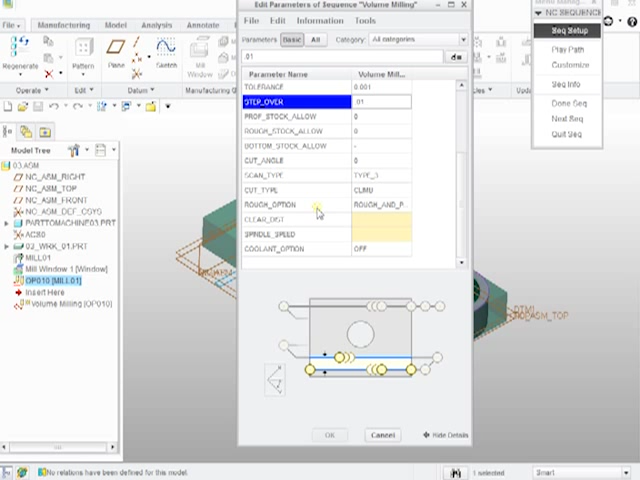 Edit Parameters of Sequence "Volume Milling"
File Edit Information Tools
Parameters Basic All Category: All categories
.01
Parameter Name Volume Mill...
TOLERANCE 0.001
STEP_OVER .01
PROF_STOCK_ALLOW 0
ROUGH_STOCK_ALLOW 0
BOTTOM_STOCK_ALLOW -
CUT_ANGLE 0
SCAN_TYPE TYPE_3
CUT_TYPE CLIMB
ROUGH_OPTION ROUGH_AND_P...
CLEAR_DIST
SPINDLE_SPEED
COOLANT_OPTION OFF
OK Cancel Hide Details
NC SEQUENCE
Seq Setup
Play Path
Customize
Seq Info
Done Seq
Next Seq
Quit Seq
File Model Analysis Annotate
Regenerate Pattern Plane Sketch Mill Window
Operate Edit Datum Manufacturing
Model Tree
03.ASM
NC_ASM_RIGHT
NC_ASM_TOP
NC_ASM_FRONT
NC_ASM_DEF_CSYS
PARTTOMACHINE03.PRT
ACS0
03_WRK_01.PRT
MILL01
Mill Window 1 [Window]
OP010 [MILL01]
Insert Here
Volume Milling [OP010]
ASM_TOP
No relations have been defined for this model.
1 selected
Smart